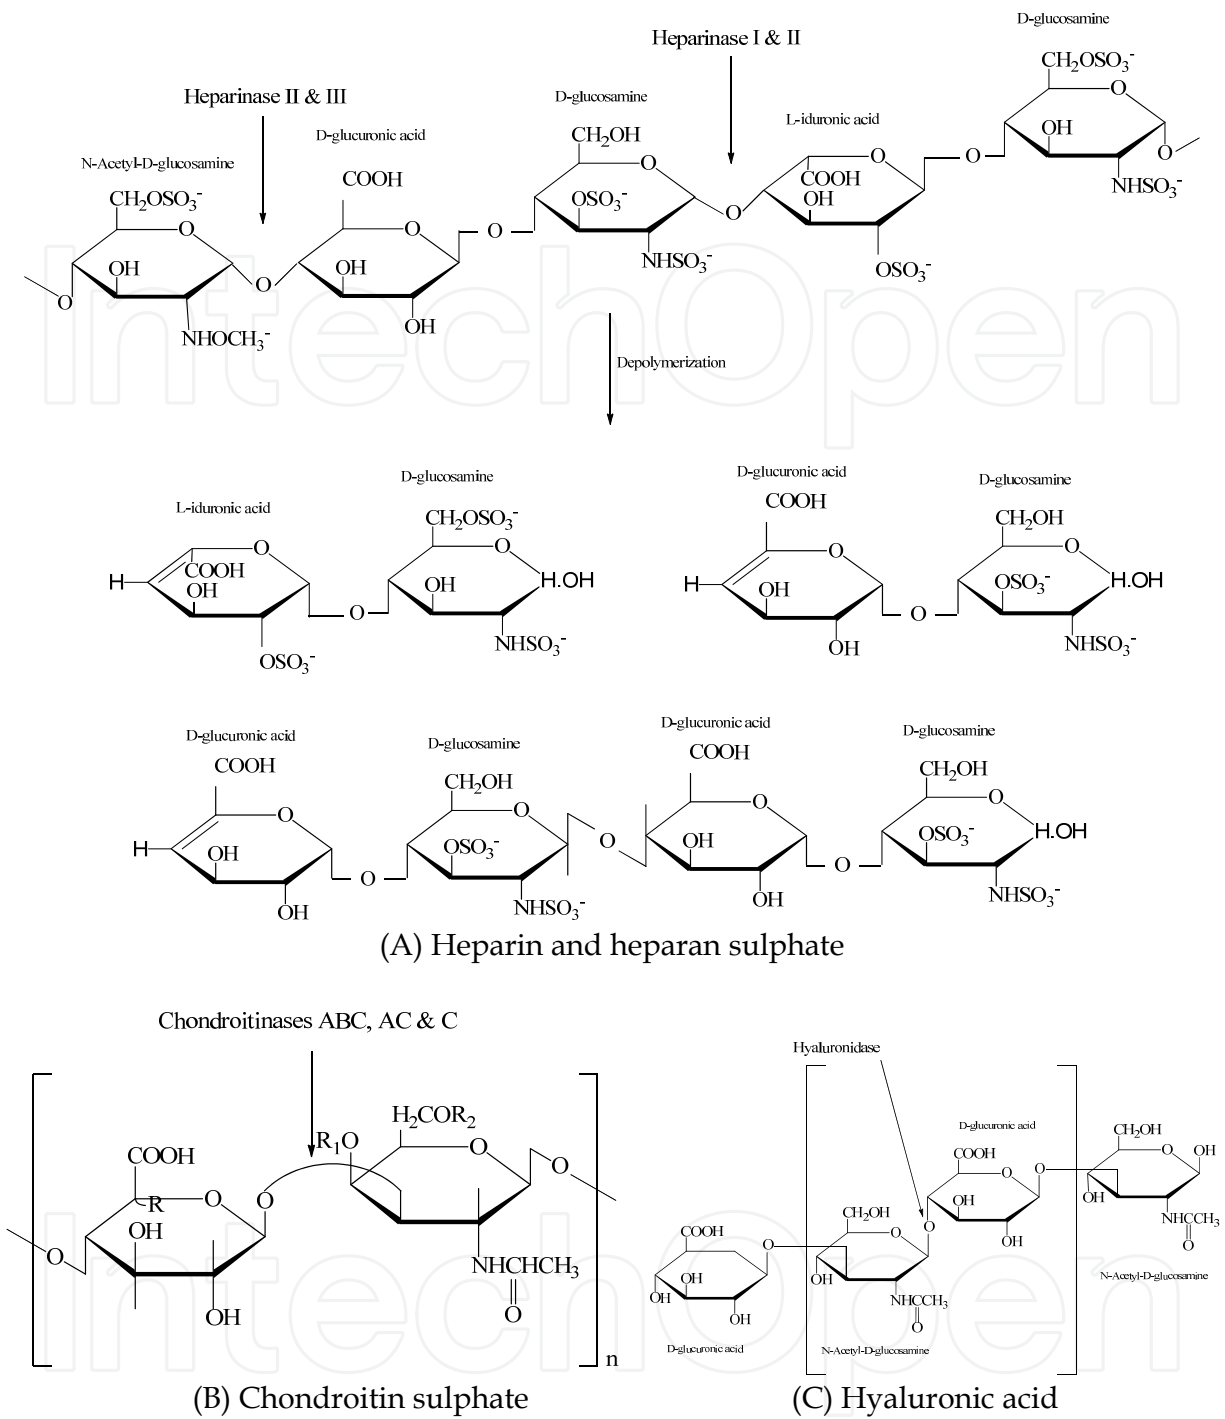 D-glucosamine
Heparinase I & II
CH2OSO3-
Heparinase II & III
D-glucosamine
O
D-glucuronic acid
L-iduronic acid
CH2OH
OH
N-Acetyl-D-glucosamine
O
O
O
O
COOH
COOH
NHSO3-
CH2OSO3-
OSO3-
OH
O
O
O
O
OH
OH
NHSO3-
OSO3-
O
O
OH
NHOCH3-
Depolymerization
D-glucosamine
D-glucuronic acid
D-glucosamine
L-iduronic acid
COOH
CH2OSO3-
CH2OH
O
O
O
O
H
COOH
OH
H.OH
H
OH
OSO3-
H.OH
OH
O
O
NHSO3-
OH
NHSO3-
OSO3-
D-glucuronic acid
D-glucosamine
D-glucuronic acid
D-glucosamine
COOH
CH2OH
COOH
CH2OH
O
O
O
O
H
OH
OSO3-
O
OH
OSO3-
H.OH
O
O
OH
NHSO3-
OH
NHSO3-
(A) Heparin and heparan sulphate
Chondroitinases ABC, AC & C
Hyaluronidase
H2COR2
D-glucuronic acid
R1O
O
CH2OH
COOH
O
COOH
OH
R
O
O
O
O
O
OH
OH
OH
CH2OH
O
NHCCH3
COOH
O
OH
O
O
O
NHCHCH3
OH
OH
OH
O
NHCCH3
N-Acetyl-D-glucosamine
OH
OH
O
O
D-glucuronic acid
N-Acetyl-D-glucosamine
n
(B) Chondroitin sulphate
(C) Hyaluronic acid
IntechOpen
IntechOpen